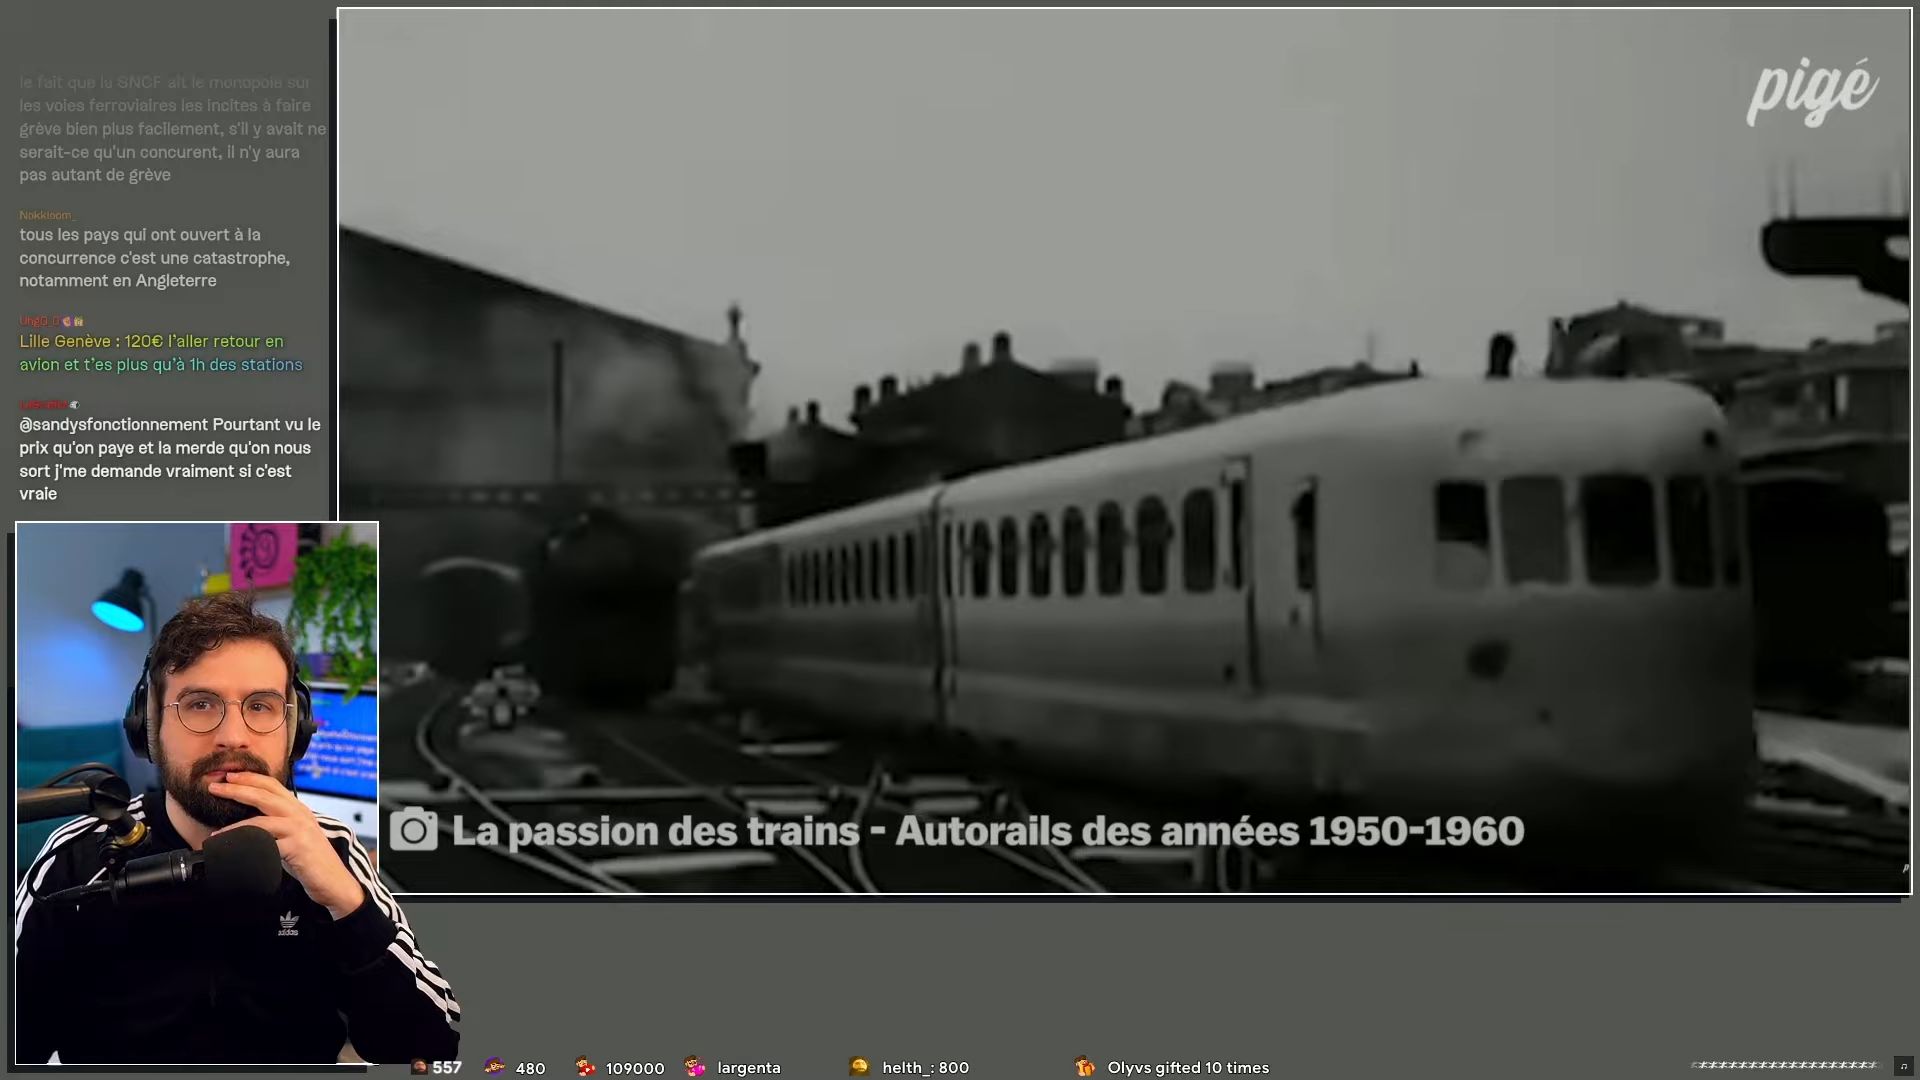 le fait que la SNCF ait le monopole sur
les voies ferroviaires les incites à faire
grève bien plus facilement, s'il y avait ne
serait-ce qu'un concurent, il n'y aura
pas autant de grève
Nokkloom_
tous les pays qui ont ouvert à la
concurrence c'est une catastrophe,
notamment en Angleterre
Lille Genève : 120€ l'aller retour en
avion et t'es plus qu'à 1h des stations
@sandysfonctionnement Pourtant vu le
prix qu'on paye et la merde qu'on nous
sort j'me demande vraiment si c'est
vraie
pigé
La passion des trains - Autorails des années 1950-1960
adidas
557
480
109000
largenta
helth_: 800
Olyvs gifted 10 times